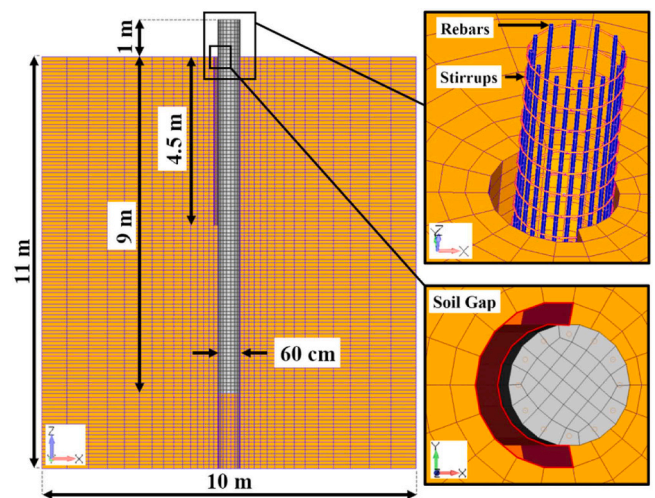 1 m
4.5 m
9 m
11 m
60 cm
10 m
Z
X
Rebars
Stirrups
Z
X
Soil Gap
Y
X